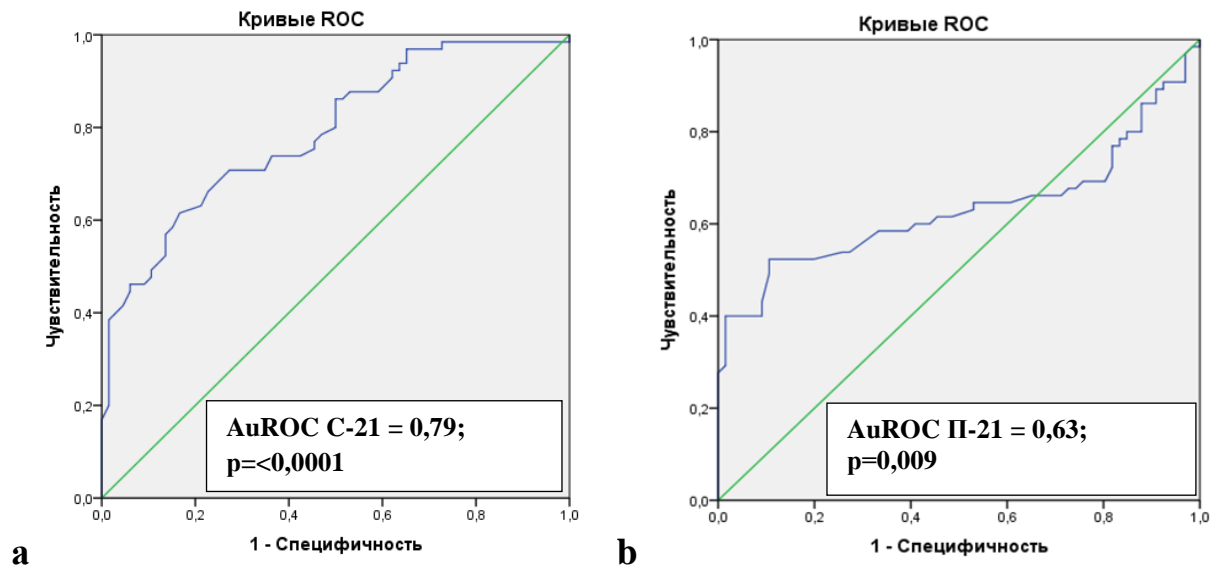 Кривые ROC
1,0
0,8
0,6
0,4
0,2
0,0
Чувствительность
AuROC С-21 = 0,79;
p=<0,0001
0,0 0,2 0,4 0,6 0,8 1,0
1 - Специфичность
a
Кривые ROC
1,0
0,8
0,6
0,4
0,2
0,0
Чувствительность
AuROC П-21 = 0,63;
p=0,009
0,0 0,2 0,4 0,6 0,8 1,0
1 - Специфичность
b